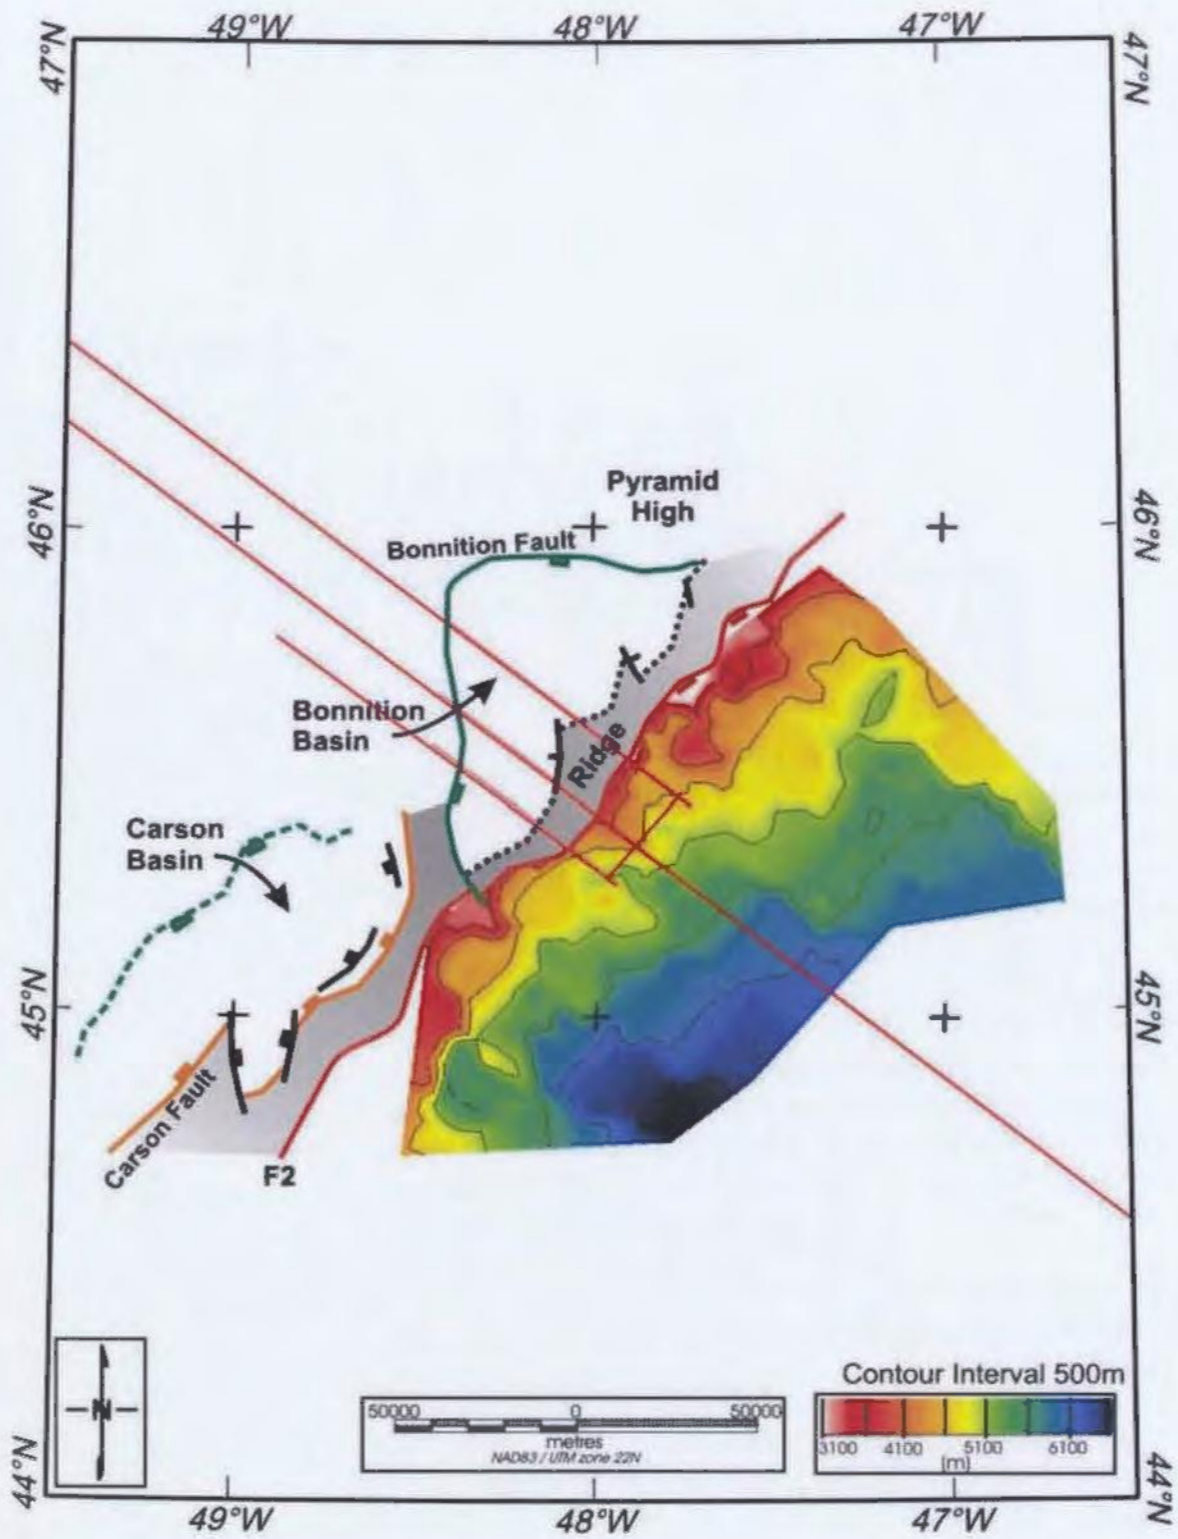 49°W 48°W 47°W
47°N 47°N
Pyramid
High
46°N 46°N
Bonnition Fault
Bonnition
Basin
Ridge
Carson
Basin
45°N 45°N
Carson Fault
F2
Contour Interval 500m
N
50000 0 50000
metres
NAD83 / UTM zone 22N
3100 4100 5100 6100
(m)
44°N 44°N
49°W 48°W 47°W